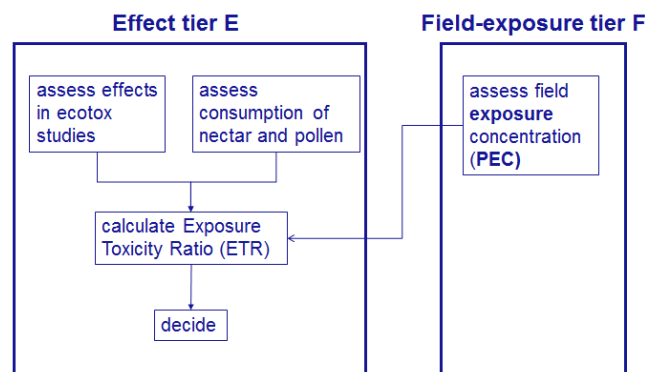 Effect tier E
Field-exposure tier F
assess effects
in ecotox
studies
assess
consumption of
nectar and pollen
assess field
exposure
concentration
(PEC)
calculate Exposure
Toxicity Ratio (ETR)
decide